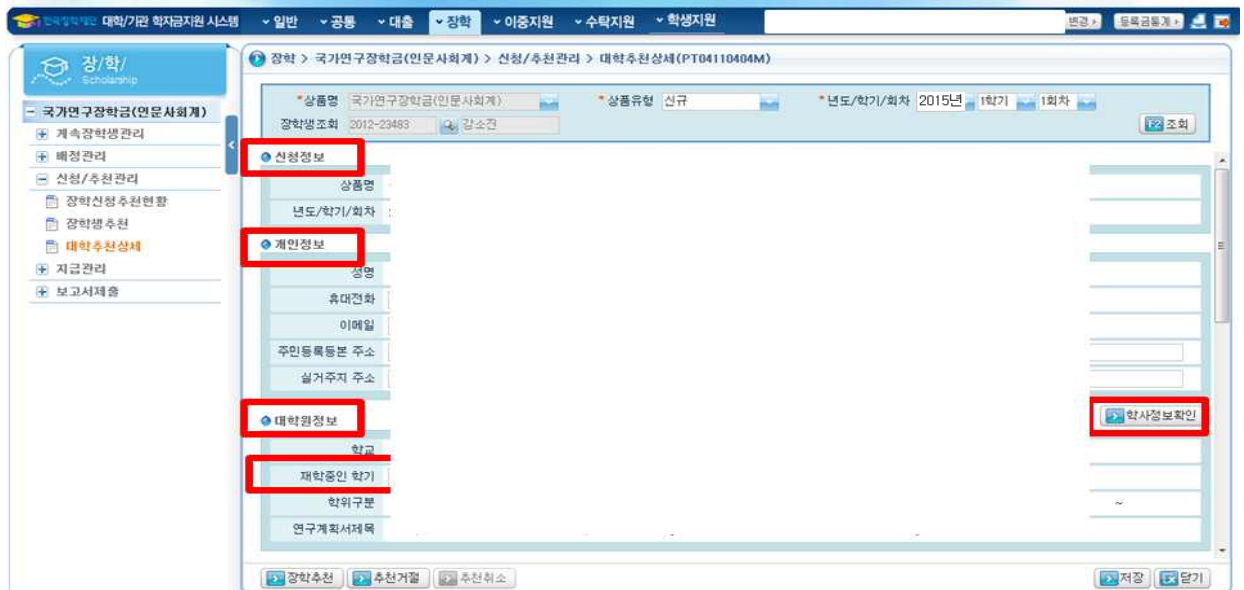 한국장학재단 대학/기관 학자금지원 시스템 일반 공통 대출 장학 이중지원 수탁지원 학생지원 변경 등록금통계
장/학/
Scholarship
국가연구장학금(인문사회계)
계속장학생관리
배정관리
신청/추천관리
장학신청추천현황
장학생추천
대학추천상세
지급관리
보고서제출
장학 > 국가연구장학금(인문사회계) > 신청/추천관리 > 대학추천상세(PT04110404M)
*상품명 국가연구장학금(인문사회계) *상품유형 신규 *년도/학기/회차 2015년 1학기 1회차
장학생조회 2012-23483 강소진 F2 조회
신청정보
상품명
년도/학기/회차
개인정보
성명
휴대전화
이메일
주민등록등본 주소
실거주지 주소
대학원정보 학사정보확인
학교
재학중인 학기
학위구분 ~
연구계획서제목
장학추천 추천거절 추천취소 저장 닫기